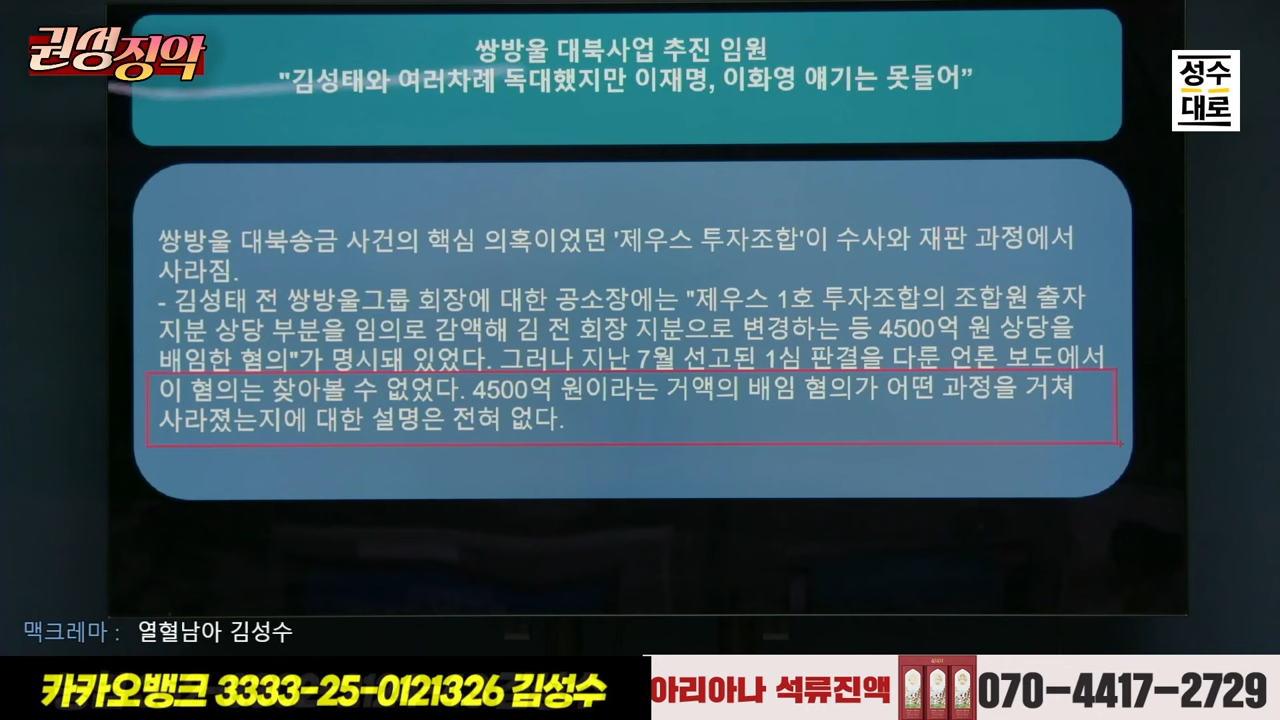 권성징악
성수
대로
쌍방울 대북사업 추진 임원
"김성태와 여러차례 독대했지만 이재명, 이화영 얘기는 못들어”
쌍방울 대북송금 사건의 핵심 의혹이었던 '제우스 투자조합'이 수사와 재판 과정에서
사라짐.
- 김성태 전 쌍방울그룹 회장에 대한 공소장에는 "제우스 1호 투자조합의 조합원 출자
지분 상당 부분을 임의로 감액해 김 전 회장 지분으로 변경하는 등 4500억 원 상당을
배임한 혐의"가 명시돼 있었다. 그러나 지난 7월 선고된 1심 판결을 다룬 언론 보도에서
이 혐의는 찾아볼 수 없었다. 4500억 원이라는 거액의 배임 혐의가 어떤 과정을 거쳐
사라졌는지에 대한 설명은 전혀 없다.
맥크레마 : 열혈남아 김성수
카카오뱅크 3333-25-0121326 김성수
아리아나 석류진액
070-4417-2729